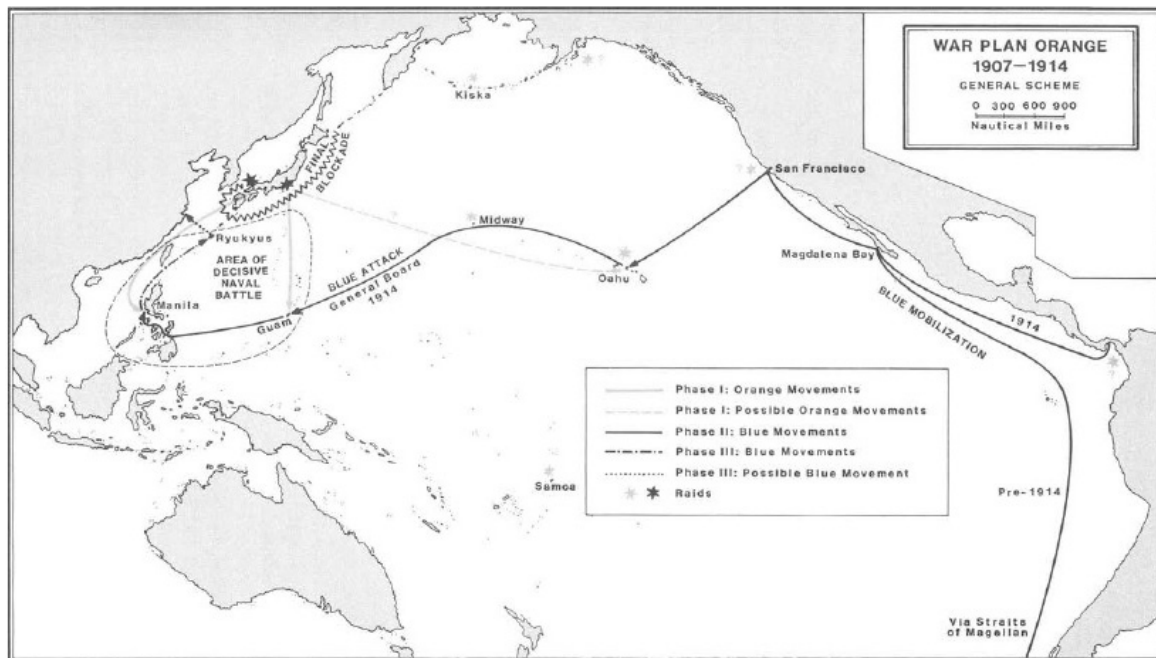 WAR PLAN ORANGE
1907–1914
GENERAL SCHEME
0 300 600 900
Nautical Miles
Kiska
?
FINAL
BLOCKADE
? San Francisco
Midway
Ryukyus
AREA OF
DECISIVE
NAVAL
BATTLE
Magdalena Bay
Oahu
BLUE ATTACK
General Board
1914
Manila
Guam
BLUE MOBILIZATION
1914
?
Phase I: Orange Movements
Phase I: Possible Orange Movements
Phase II: Blue Movements
Phase III: Blue Movements
Phase III: Possible Blue Movement
Raids
Samoa
Pre-1914
Via Straits
of Magellan